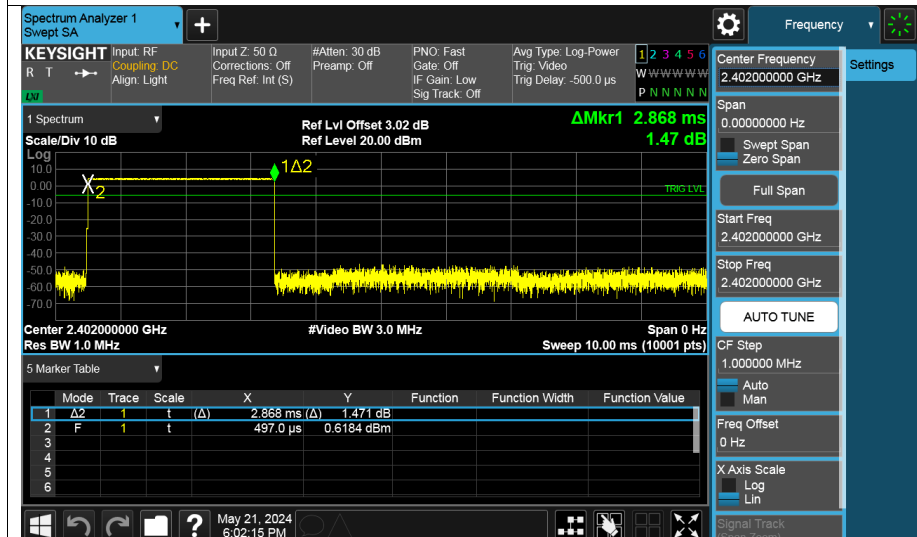 Spectrum Analyzer 1
Swept SA
Frequency
Settings
KEYSIGHT
R T
LXI
Input: RF
Coupling: DC
Align: Light
Input Z: 50 Ω
Corrections: Off
Freq Ref: Int (S)
#Atten: 30 dB
Preamp: Off
PNO: Fast
Gate: Off
IF Gain: Low
Sig Track: Off
Avg Type: Log-Power
Trig: Video
Trig Delay: -500.0 µs
1 2 3 4 5 6
W W W W W W
P N N N N N
1 Spectrum
Scale/Div 10 dB
Ref Lvl Offset 3.02 dB
Ref Level 20.00 dBm
ΔMkr1 2.868 ms
1.47 dB
Log
10.0
0.00
-10.0
-20.0
-30.0
-40.0
-50.0
-60.0
-70.0
2
1Δ2
TRIG LVL
Center 2.402000000 GHz
Res BW 1.0 MHz
#Video BW 3.0 MHz
Span 0 Hz
Sweep 10.00 ms (10001 pts)
5 Marker Table
Mode Trace Scale X Y Function Function Width Function Value
1 Δ2 1 t (Δ) 2.868 ms (Δ) 1.471 dB
2 F 1 t 497.0 µs 0.6184 dBm
3
4
5
6
May 21, 2024
6:02:15 PM
?
Center Frequency
2.402000000 GHz
Span
0.00000000 Hz
Swept Span
Zero Span
Full Span
Start Freq
2.402000000 GHz
Stop Freq
2.402000000 GHz
AUTO TUNE
CF Step
1.000000 MHz
Auto
Man
Freq Offset
0 Hz
X Axis Scale
Log
Lin
Signal Track
(Span Zoom)